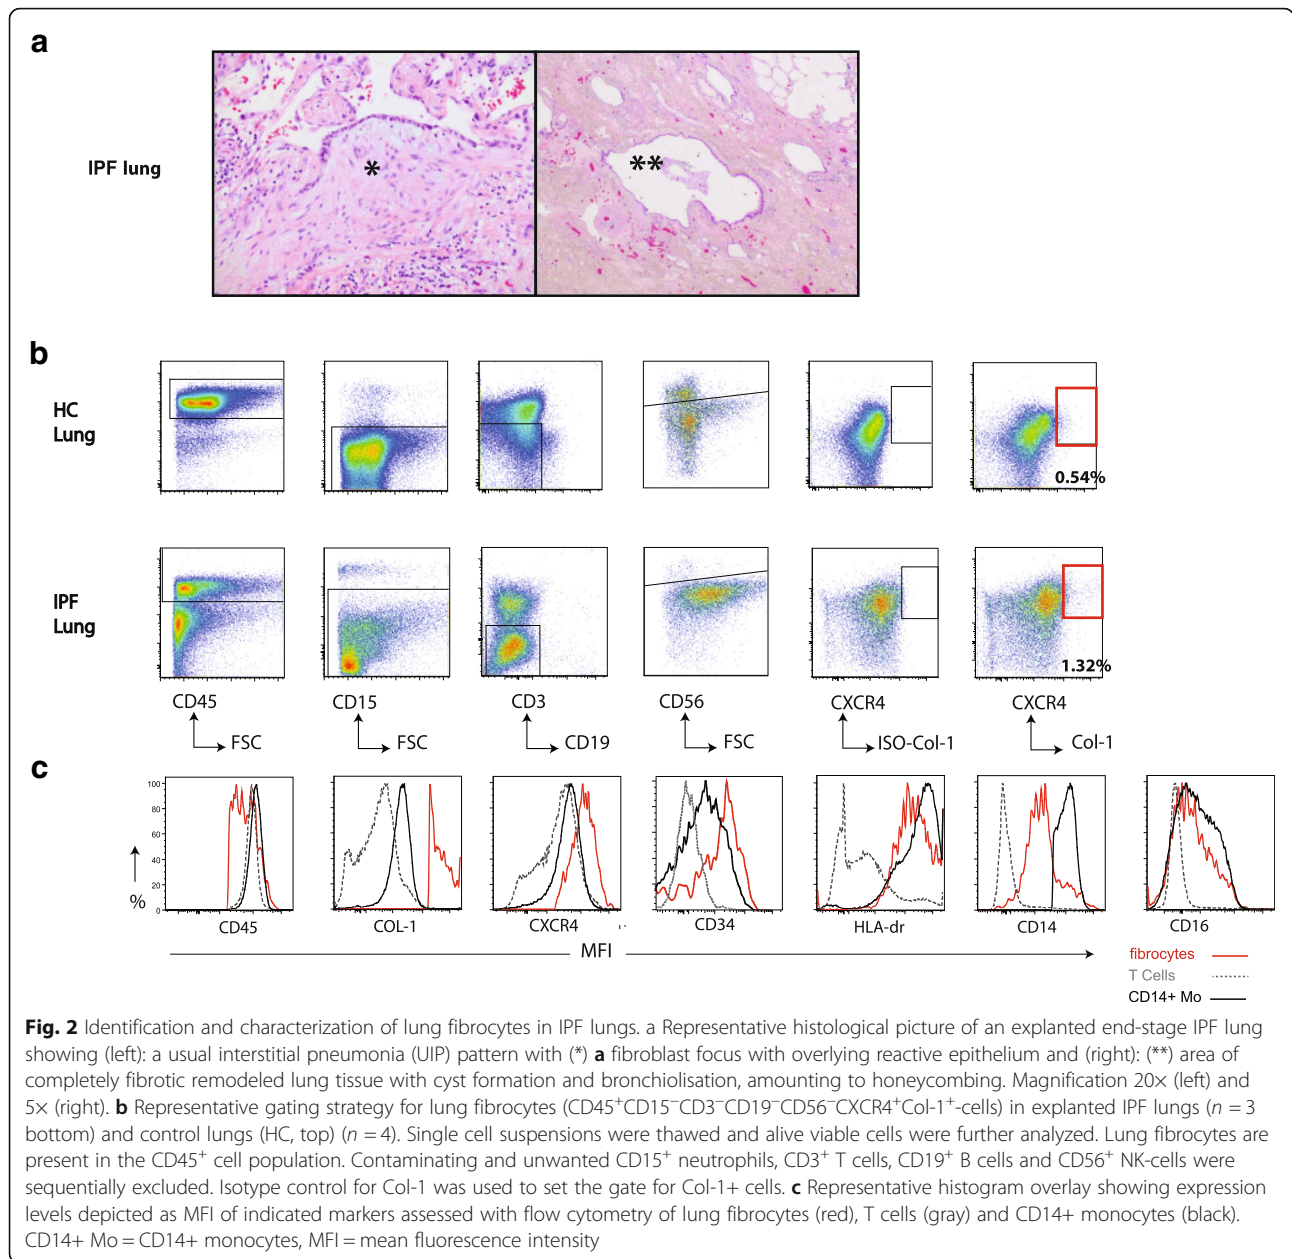 a
IPF lung
*
**
b
HC
Lung
0.54%
IPF
Lung
1.32%
CD45
FSC
CD15
FSC
CD3
CD19
CD56
FSC
CXCR4
ISO-Col-1
CXCR4
Col-1
c
100
80
60
40
20
0
%
CD45
COL-1
CXCR4
CD34
HLA-dr
CD14
CD16
MFI
fibrocytes
T Cells
CD14+ Mo
Fig. 2 Identification and characterization of lung fibrocytes in IPF lungs. a Representative histological picture of an explanted end-stage IPF lung
showing (left): a usual interstitial pneumonia (UIP) pattern with (*) a fibroblast focus with overlying reactive epithelium and (right): (**) area of
completely fibrotic remodeled lung tissue with cyst formation and bronchiolisation, amounting to honeycombing. Magnification 20× (left) and
5× (right). b Representative gating strategy for lung fibrocytes (CD45⁺CD15⁻CD3⁻CD19⁻CD56⁻CXCR4⁺Col-1⁺-cells) in explanted IPF lungs (n = 3
bottom) and control lungs (HC, top) (n = 4). Single cell suspensions were thawed and alive viable cells were further analyzed. Lung fibrocytes are
present in the CD45⁺ cell population. Contaminating and unwanted CD15⁺ neutrophils, CD3⁺ T cells, CD19⁺ B cells and CD56⁺ NK-cells were
sequentially excluded. Isotype control for Col-1 was used to set the gate for Col-1+ cells. c Representative histogram overlay showing expression
levels depicted as MFI of indicated markers assessed with flow cytometry of lung fibrocytes (red), T cells (gray) and CD14+ monocytes (black).
CD14+ Mo = CD14+ monocytes, MFI = mean fluorescence intensity